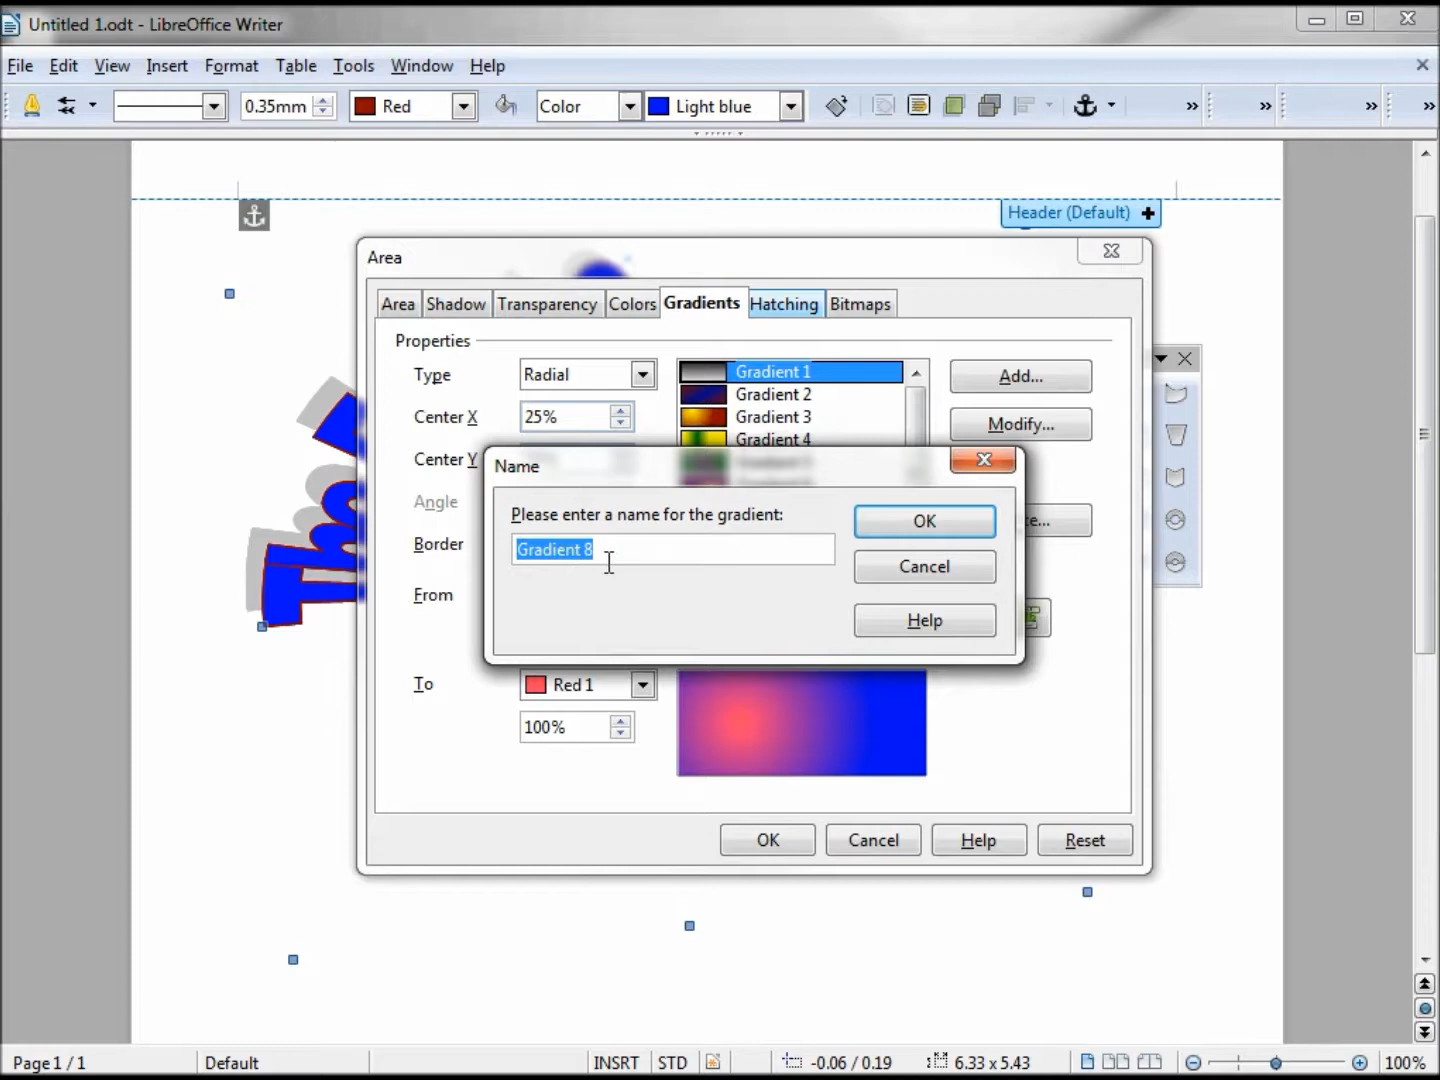 Untitled 1.odt - LibreOffice Writer
File Edit View Insert Format Table Tools Window Help
0.35mm Red Color Light blue
Header (Default)
Area
Area Shadow Transparency Colors Gradients Hatching Bitmaps
Properties
Type Radial Gradient 1 Add...
Gradient 2
Center X 25% Gradient 3 Modify...
Gradient 4
Center Y
Name
Angle
Please enter a name for the gradient: OK
Border Gradient 8
Cancel
From
Help
To Red 1
100%
OK Cancel Help Reset
Page 1 / 1 Default INSRT STD -0.06 / 0.19 6.33 x 5.43 100%